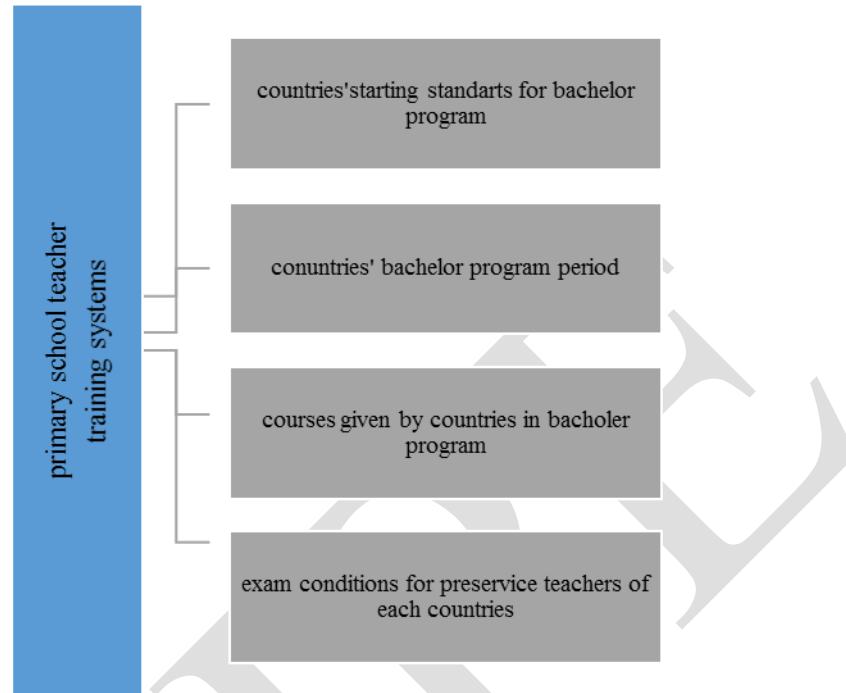 primary school teacher
training systems
countries'starting standarts for bachelor
program
conuntries' bachelor program period
courses given by countries in bacholer
program
exam conditions for preservice teachers of
each countries